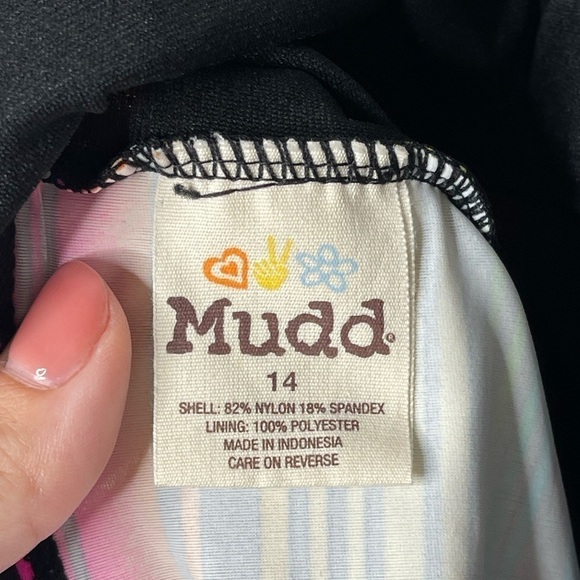 Mudd®
14
SHELL: 82% NYLON 18% SPANDEX
LINING: 100% POLYESTER
MADE IN INDONESIA
CARE ON REVERSE